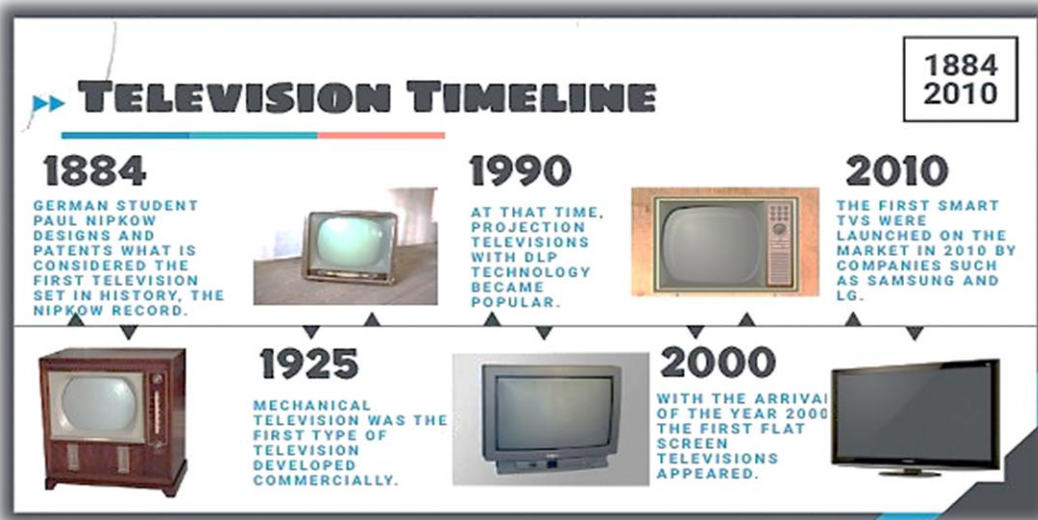 TELEVISION TIMELINE
1884
2010
1884
GERMAN STUDENT
PAUL NIPKOW
DESIGNS AND
PATENTS WHAT IS
CONSIDERED THE
FIRST TELEVISION
SET IN HISTORY, THE
NIPKOW RECORD.
1990
AT THAT TIME,
PROJECTION
TELEVISIONS
WITH DLP
TECHNOLOGY
BECAME
POPULAR.
2010
THE FIRST SMART
TVS WERE
LAUNCHED ON THE
MARKET IN 2010 BY
COMPANIES SUCH
AS SAMSUNG AND
LG.
1925
MECHANICAL
TELEVISION WAS THE
FIRST TYPE OF
TELEVISION
DEVELOPED
COMMERCIALLY.
2000
WITH THE ARRIVAL
OF THE YEAR 2000
THE FIRST FLAT
SCREEN
TELEVISIONS
APPEARED.